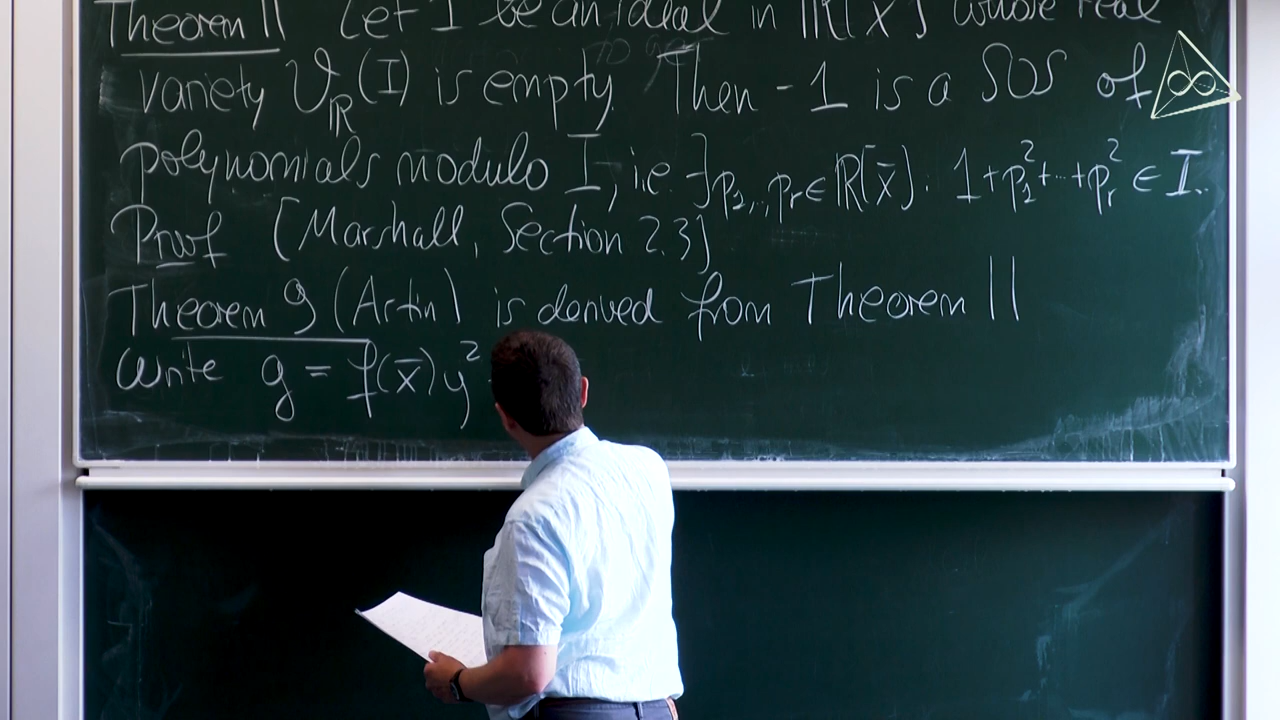 Theorem 11 Let I be an ideal in ℝ[x̄] whose real
variety 𝒱_ℝ(I) is empty. Then -1 is a SOS of
polynomials modulo I, i.e. ∃ p₁,..,pᵣ ∈ ℝ[x̄]: 1+p₁²+..+pᵣ² ∈ I.
Proof [Marshall, Section 2.3]
Theorem 9 (Artin) is derived from Theorem 11
Write g = f(x̄)y²